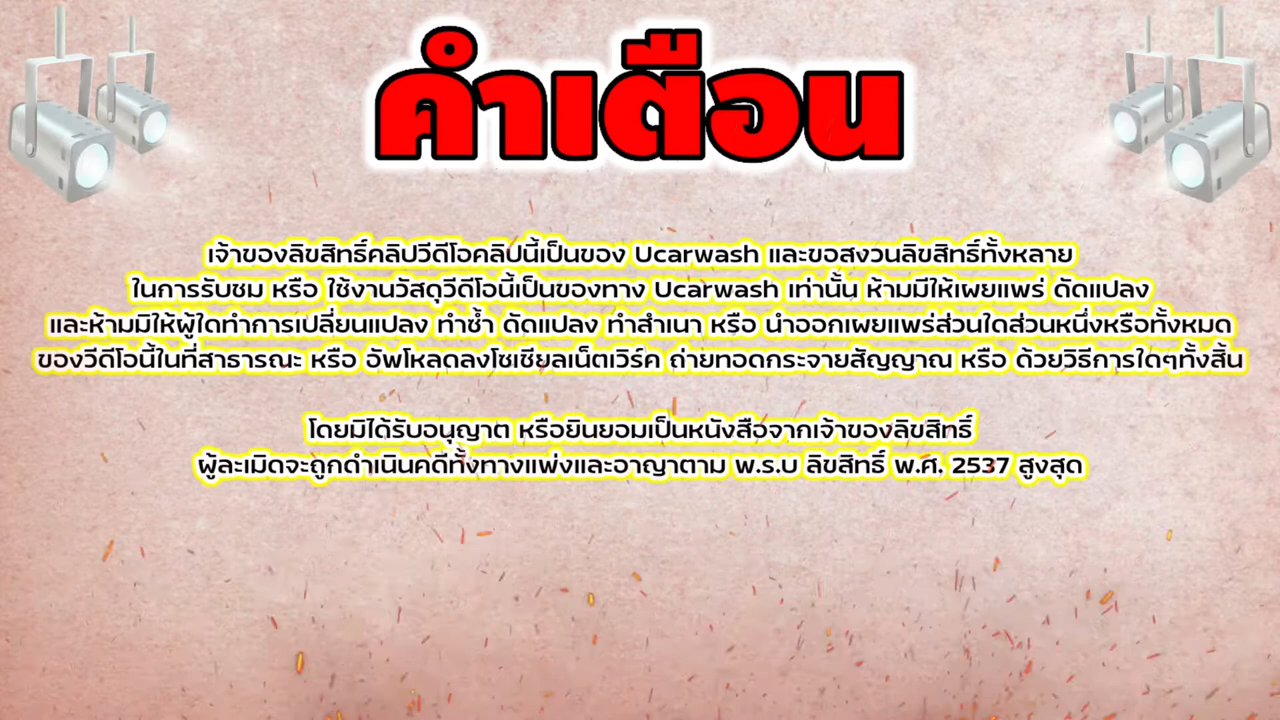 คำเตือน
เจ้าของลิขสิทธิ์คลิปวีดีโอคลิปนี้เป็นของ Ucarwash และขอสงวนลิขสิทธิ์ทั้งหลาย
ในการรับชม หรือ ใช้งานวัสดุวีดีโอนี้เป็นของทาง Ucarwash เท่านั้น ห้ามมีให้เผยแพร่ ดัดแปลง
และห้ามมิให้ผู้ใดทำการเปลี่ยนแปลง ทำซ้ำ ดัดแปลง ทำสำเนา หรือ นำออกเผยแพร่ส่วนใดส่วนหนึ่งหรือทั้งหมด
ของวีดีโอนี้ในที่สาธารณะ หรือ อัพโหลดลงโซเชียลเน็ตเวิร์ค ถ่ายทอดกระจายสัญญาณ หรือ ด้วยวิธีการใดๆทั้งสิ้น
โดยมิได้รับอนุญาต หรือยินยอมเป็นหนังสือจากเจ้าของลิขสิทธิ์
ผู้ละเมิดจะถูกดำเนินคดีทั้งทางแพ่งและอาญาตาม พ.ร.บ ลิขสิทธิ์ พ.ศ. 2537 สูงสุด